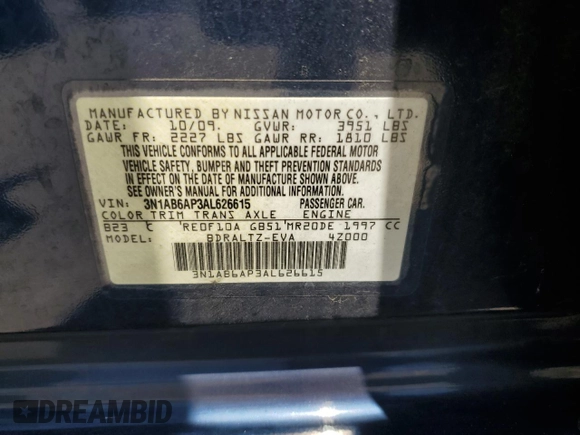 MANUFACTURED BY NISSAN MOTOR CO., LTD.
DATE: 10/09. GVWR: 3951 LBS
GAWR FR: 2227 LBS GAWR RR: 1810 LBS
THIS VEHICLE CONFORMS TO ALL APPLICABLE FEDERAL MOTOR
VEHICLE SAFETY, BUMPER AND THEFT PREVENTION STANDARDS
IN EFFECT ON THE DATE OF MANUFACTURE SHOWN ABOVE.
SEE OWNER'S MANUAL FOR ADDITIONAL INFORMATION.
VIN: 3N1AB6AP3AL626615 PASSENGER CAR.
COLOR TRIM TRANS AXLE ENGINE
B23 C RE0F10A GB51 MR20DE 1997 CC
MODEL: BDRALTZ-EVA 4Z000
3N1AB6AP3AL626615
DREAMBID